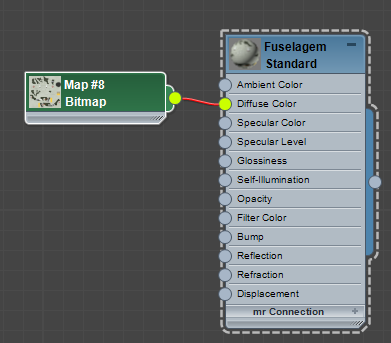 Map #8
Bitmap
Fuselagem
Standard
Ambient Color
Diffuse Color
Specular Color
Specular Level
Glossiness
Self-Illumination
Opacity
Filter Color
Bump
Reflection
Refraction
Displacement
mr Connection